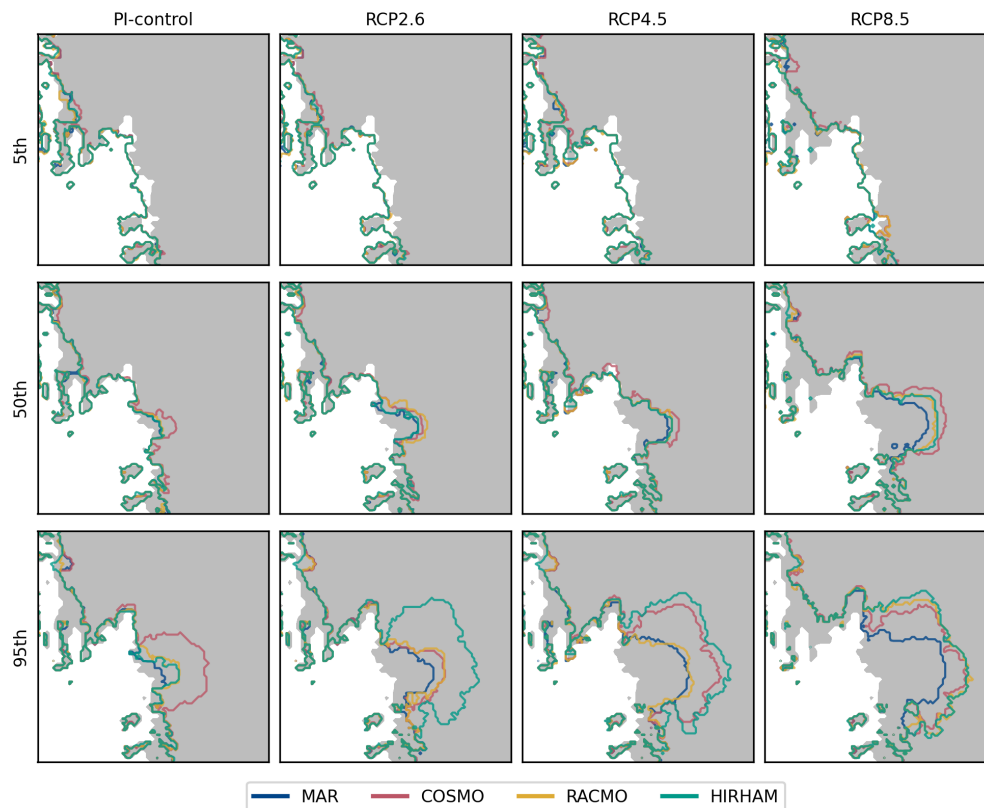 PI-control RCP2.6 RCP4.5 RCP8.5
5th
50th
95th
MAR COSMO RACMO HIRHAM